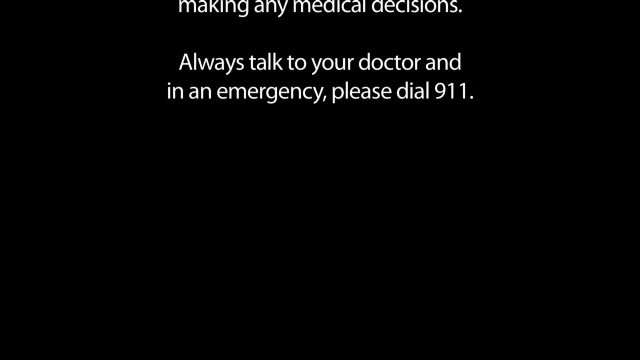 making any medical decisions.
Always talk to your doctor and
in an emergency, please dial 911.